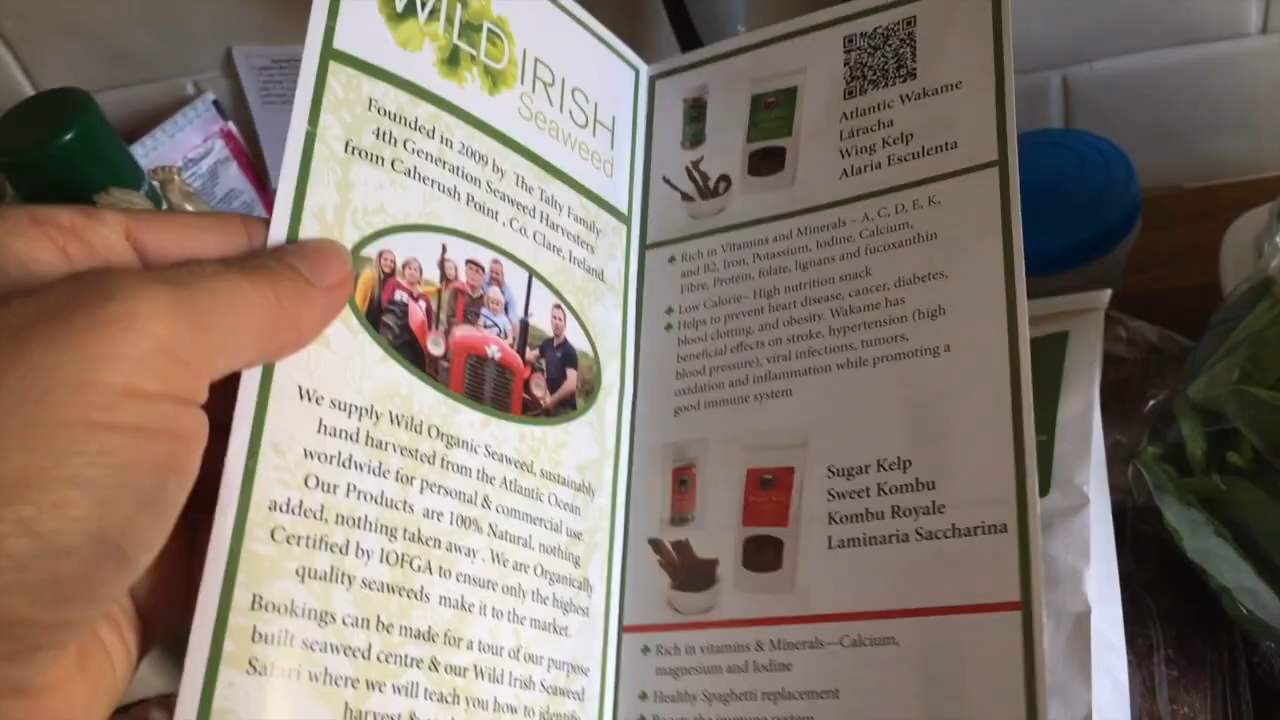 WILD IRISH
Seaweed
Founded in 2009 by The Talty Family
4th Generation Seaweed Harvesters
from Caherush Point , Co. Clare, Ireland.
We supply Wild Organic Seaweed, sustainably
hand harvested from the Atlantic Ocean
worldwide for personal & commercial use.
Our Products are 100% Natural, nothing
added, nothing taken away . We are Organically
Certified by IOFGA to ensure only the highest
quality seaweeds make it to the market.
Bookings can be made for a tour of our purpose
built seaweed centre & our Wild Irish Seaweed
Safari where we will teach you how to identify
harvest &
Atlantic Wakame
Láracha
Wing Kelp
Alaria Esculenta
Rich in Vitamins and Minerals – A, C, D, E, K,
and B2, Iron, Potassium, Iodine, Calcium,
Fibre, Protein, folate, lignans and fucoxanthin
Low Calorie– High nutrition snack
Helps to prevent heart disease, cancer, diabetes,
blood clotting, and obesity. Wakame has
beneficial effects on stroke, hypertension (high
blood pressure), viral infections, tumors,
oxidation and inflammation while promoting a
good immune system
Sugar Kelp
Sweet Kombu
Kombu Royale
Laminaria Saccharina
Rich in vitamins & Minerals—Calcium,
magnesium and Iodine
Healthy Spaghetti replacement
Boosts the immune system